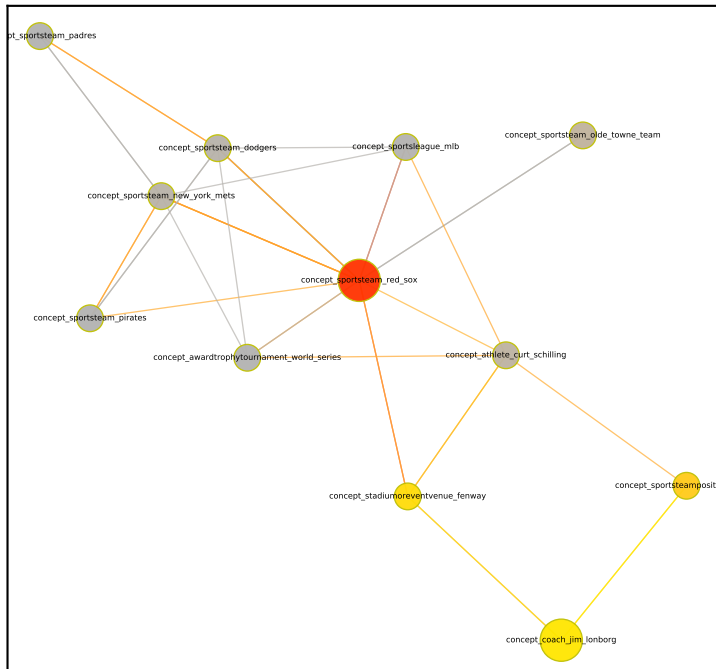 pt_sportsteam_padres
concept_sportsteam_olde_towne_team
concept_sportsteam_dodgers
concept_sportsleague_mlb
concept_sportsteam_new_york_mets
concept_sportsteam_red_sox
concept_sportsteam_pirates
concept_awardtrophytournament_world_series
concept_athlete_curt_schilling
concept_sportsteamposit
concept_stadiumoreventvenue_fenway
concept_coach_jim_lonborg